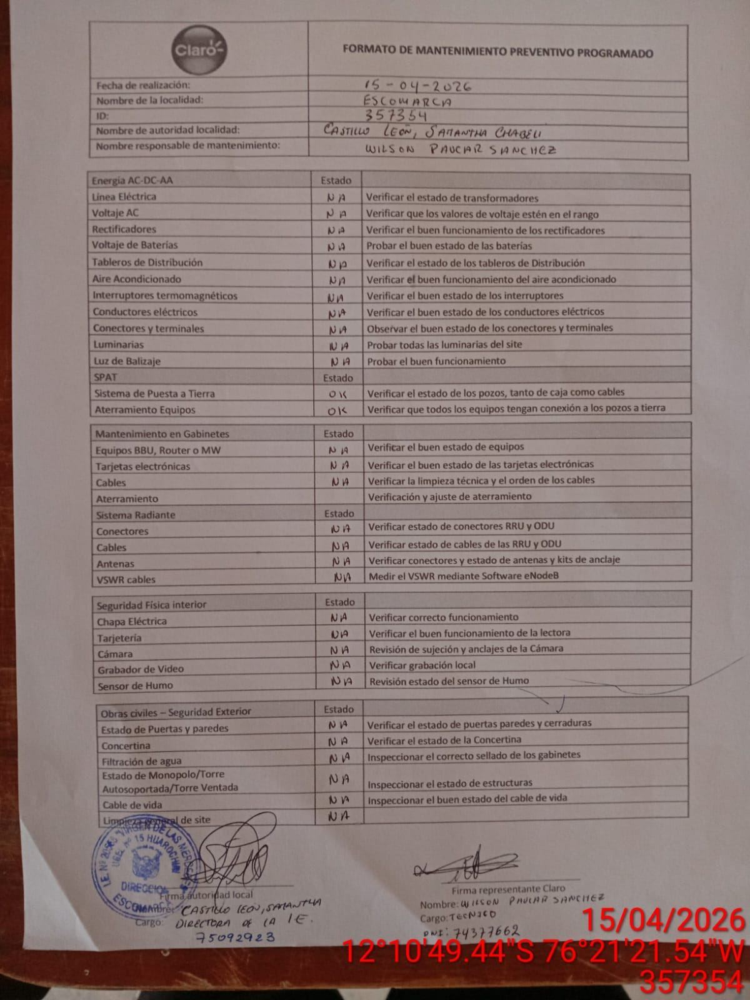 Claro
FORMATO DE MANTENIMIENTO PREVENTIVO PROGRAMADO
Fecha de realización: 15-04-2026
Nombre de la localidad: ESCOMARCA
ID: 357354
Nombre de autoridad localidad: CASTILLO LEOÑ, SAMANTHA CHABELI
Nombre responsable de mantenimiento: WILSON PAUCAR SANCHEZ
Energía AC-DC-AA Estado
Línea Eléctrica NA Verificar el estado de transformadores
Voltaje AC NA Verificar que los valores de voltaje estén en el rango
Rectificadores NA Verificar el buen funcionamiento de los rectificadores
Voltaje de Baterías NA Probar el buen estado de las baterías
Tableros de Distribución NA Verificar el estado de los tableros de Distribución
Aire Acondicionado NA Verificar el buen funcionamiento del aire acondicionado
Interruptores termomagnéticos NA Verificar el buen estado de los interruptores
Conductores eléctricos NA Verificar el buen estado de los conductores eléctricos
Conectores y terminales NA Observar el buen estado de los conectores y terminales
Luminarias NA Probar todas las luminarias del site
Luz de Balizaje NA Probar el buen funcionamiento
SPAT Estado
Sistema de Puesta a Tierra OK Verificar el estado de los pozos, tanto de caja como cables
Aterramiento Equipos OK Verificar que todos los equipos tengan conexión a los pozos a tierra
Mantenimiento en Gabinetes Estado
Equipos BBU, Router o MW NA Verificar el buen estado de equipos
Tarjetas electrónicas NA Verificar el buen estado de las tarjetas electrónicas
Cables NA Verificar la limpieza técnica y el orden de los cables
Aterramiento Verificación y ajuste de aterramiento
Sistema Radiante Estado
Conectores NA Verificar estado de conectores RRU y ODU
Cables NA Verificar estado de cables de las RRU y ODU
Antenas NA Verificar conectores y estado de antenas y kits de anclaje
VSWR cables NA Medir el VSWR mediante Software eNodeB
Seguridad Física interior Estado
Chapa Eléctrica NA Verificar correcto funcionamiento
Tarjetería NA Verificar el buen funcionamiento de la lectora
Cámara NA Revisión de sujeción y anclajes de la Cámara
Grabador de Video NA Verificar grabación local
Sensor de Humo NA Revisión estado del sensor de Humo
Obras civiles – Seguridad Exterior Estado
Estado de Puertas y paredes NA Verificar el estado de puertas paredes y cerraduras
Concertina NA Verificar el estado de la Concertina
Filtración de agua NA Inspeccionar el correcto sellado de los gabinetes
Estado de Monopolo/Torre
Autosoportada/Torre Ventada NA Inspeccionar el estado de estructuras
Cable de vida NA Inspeccionar el buen estado del cable de vida
Limpieza general de site NA
VIRGEN DE LAS
UGEL Nº 15 HUAROCHIRI
DIRECCION
Firma autoridad local
Nombre: CASTILLO LEON, SAMANTHA
Cargo: DIRECTORA DE LA I.E.
75092923
Firma representante Claro
Nombre: WILSON PAUCAR SANCHEZ
Cargo: TECNICO
DNI: 74377662
15/04/2026
12°10'49.44"S 76°21'21.54"W
357354